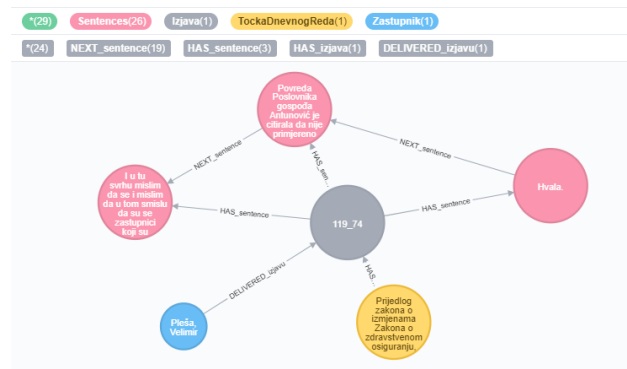 *(29) Sentences(26) Izjava(1) TockaDnevnogReda(1) Zastupnik(1)
*(24) NEXT_sentence(19) HAS_sentence(3) HAS_izjava(1) DELIVERED_izjavu(1)
Povreda
Poslovnika
gospođa
Antunović je
citirala da nije
primjereno
NEXT_sentence
NEXT_sentence
HAS_sen...
I u tu
svrhu mislim
da se i mislim
da u tom smislu
da su se
zastupnici
koji su
Hvala.
HAS_sentence
HAS_sentence
119_74
DELIVERED_izjavu
HAS...
Pleša,
Velimir
Prijedlog
zakona o
izmjenama
Zakona o
zdravstvenom
osiguranju,